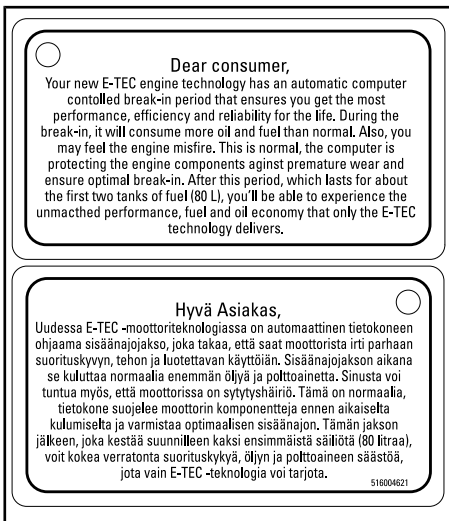 Dear consumer,
Your new E-TEC engine technology has an automatic computer
contolled break-in period that ensures you get the most
performance, efficiency and reliability for the life. During the
break-in, it will consume more oil and fuel than normal. Also, you
may feel the engine misfire. This is normal, the computer is
protecting the engine components aginst premature wear and
ensure optimal break-in. After this period, which lasts for about
the first two tanks of fuel (80 L), you'll be able to experience the
unmacthed performance, fuel and oil economy that only the E-TEC
technology delivers.
Hyvä Asiakas,
Uudessa E-TEC -moottoriteknologiassa on automaattinen tietokoneen
ohjaama sisäänajojakso, joka takaa, että saat moottorista irti parhaan
suorituskyvyn, tehon ja luotettavan käyttöiän. Sisäänajojakson aikana
se kuluttaa normaalia enemmän öljyä ja polttoainetta. Sinusta voi
tuntua myös, että moottorissa on sytytyshäiriö. Tämä on normaalia,
tietokone suojelee moottorin komponentteja ennen aikaiselta
kulumiselta ja varmistaa optimaalisen sisäänajon. Tämän jakson
jälkeen, joka kestää suunnilleen kaksi ensimmäistä säiliötä (80 litraa),
voit kokea verratonta suorituskykyä, öljyn ja polttoaineen säästöä,
jota vain E-TEC -teknologia voi tarjota.
516004621